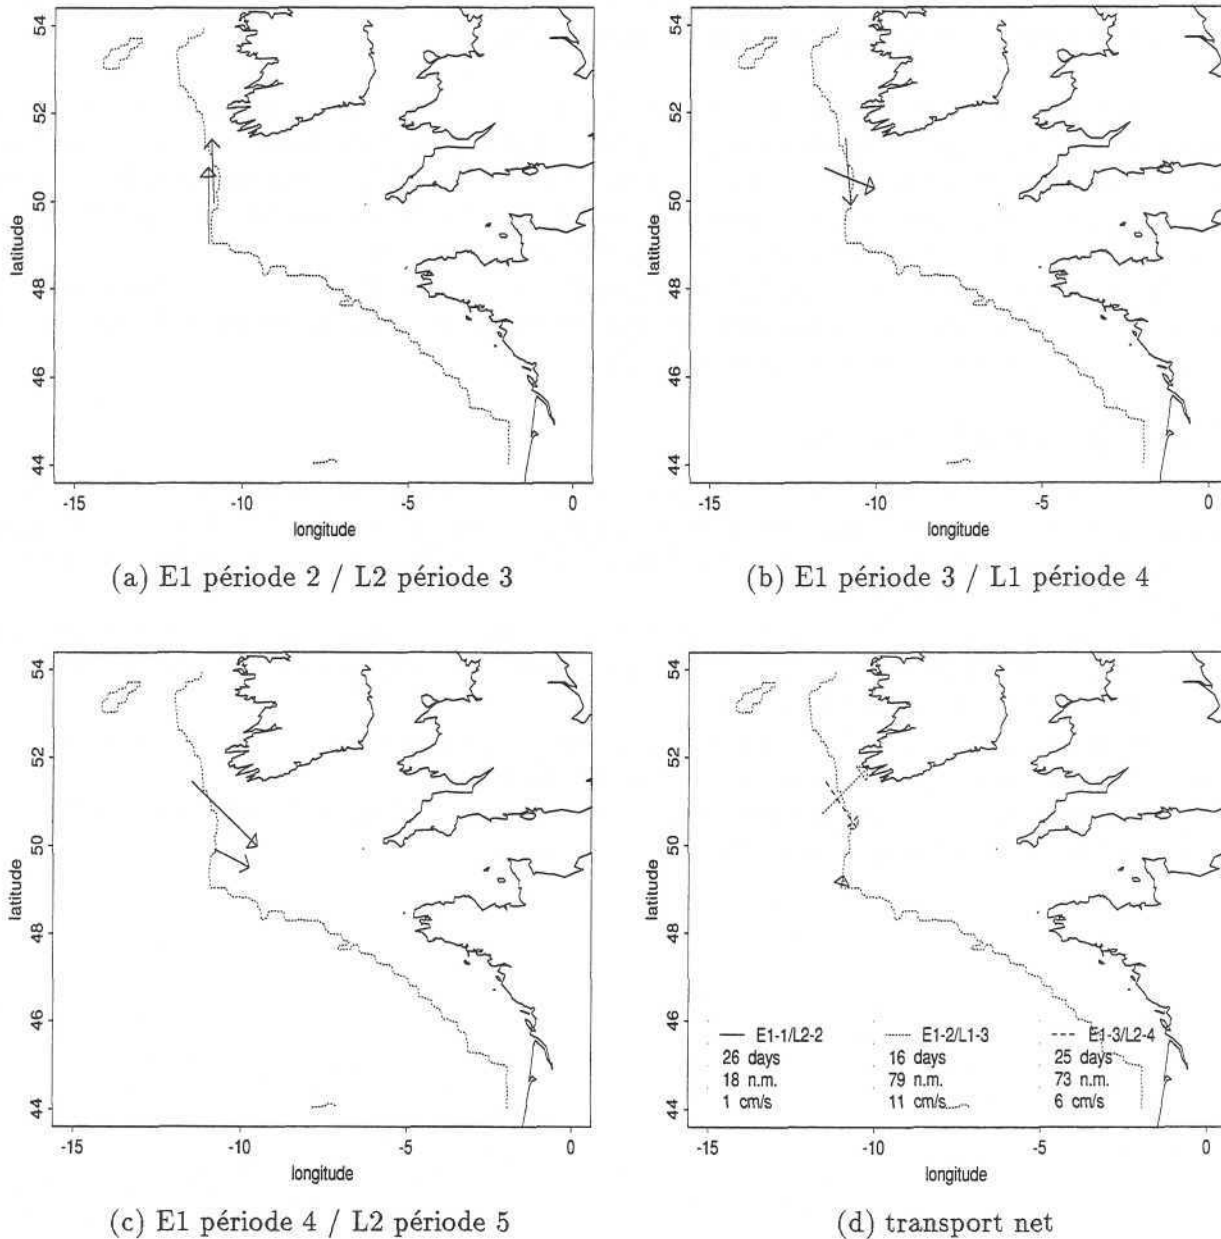 54
52
50
48
46
44
latitude
-15
-10
-5
0
longitude
(a) E1 période 2 / L2 période 3
54
52
50
48
46
44
latitude
-15
-10
-5
0
longitude
(b) E1 période 3 / L1 période 4
54
52
50
48
46
44
latitude
-15
-10
-5
0
longitude
(c) E1 période 4 / L2 période 5
54
52
50
48
46
44
latitude
E1-1/L2-2 E1-2/L1-3 E1-3/L2-4
26 days 16 days 25 days
18 n.m. 79 n.m. 73 n.m.
1 cm/s 11 cm/s 6 cm/s
-15
-10
-5
0
longitude
(d) transport net